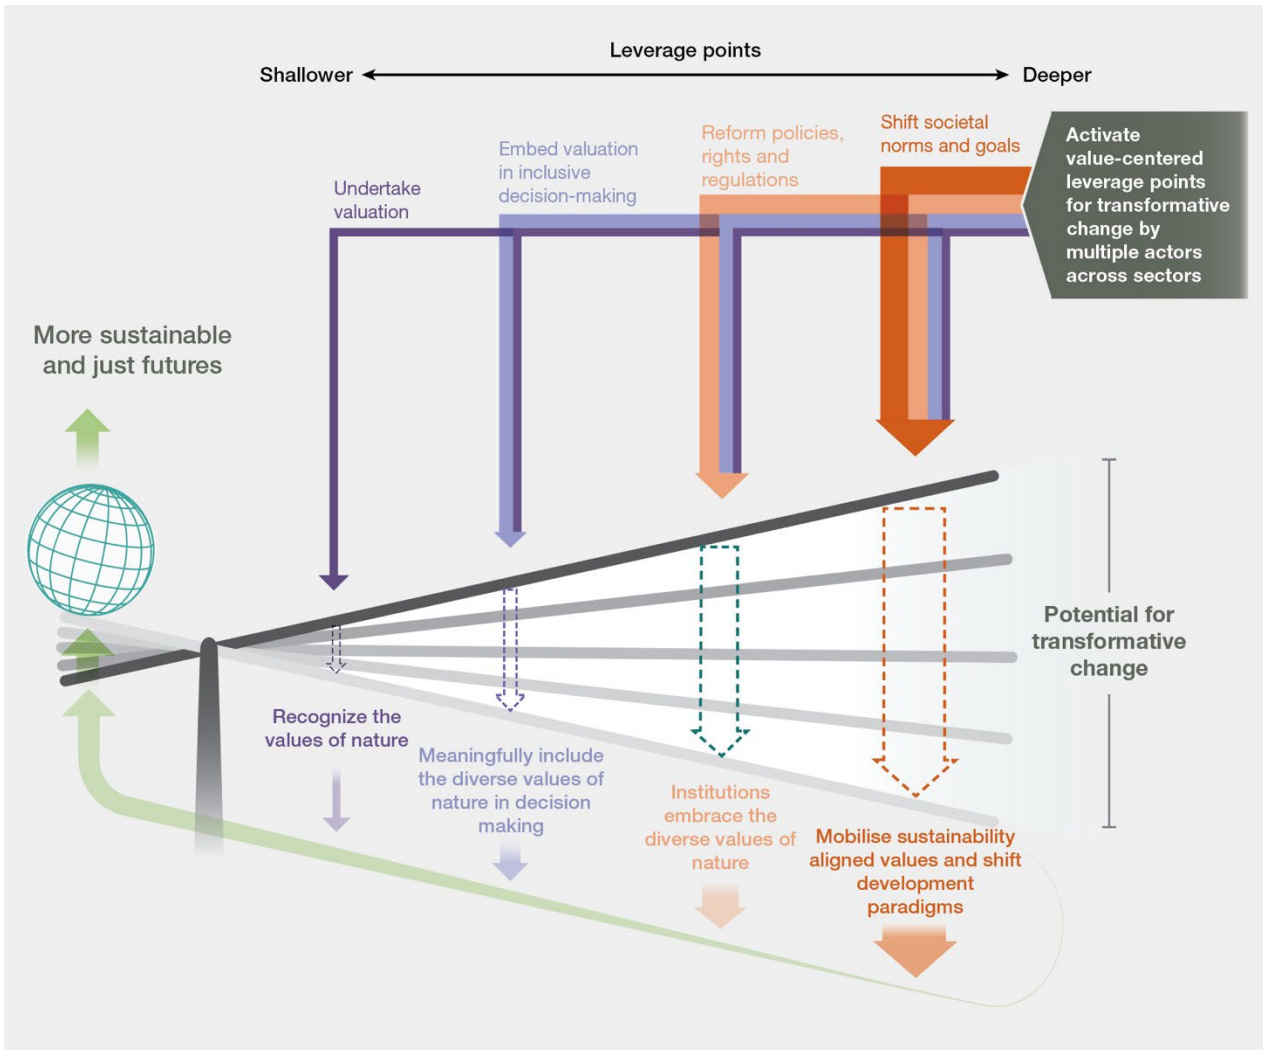 Leverage points
Shallower
Deeper
Shift societal
norms and goals
Reform policies,
rights and
regulations
Embed valuation
in inclusive
decision-making
Undertake
valuation
Activate
value-centered
leverage points
for transformative
change by
multiple actors
across sectors
More sustainable
and just futures
Potential for
transformative
change
Recognize the
values of nature
Meaningfully include
the diverse values of
nature in decision
making
Institutions
embrace the
diverse values of
nature
Mobilise sustainability
aligned values and shift
development
paradigms